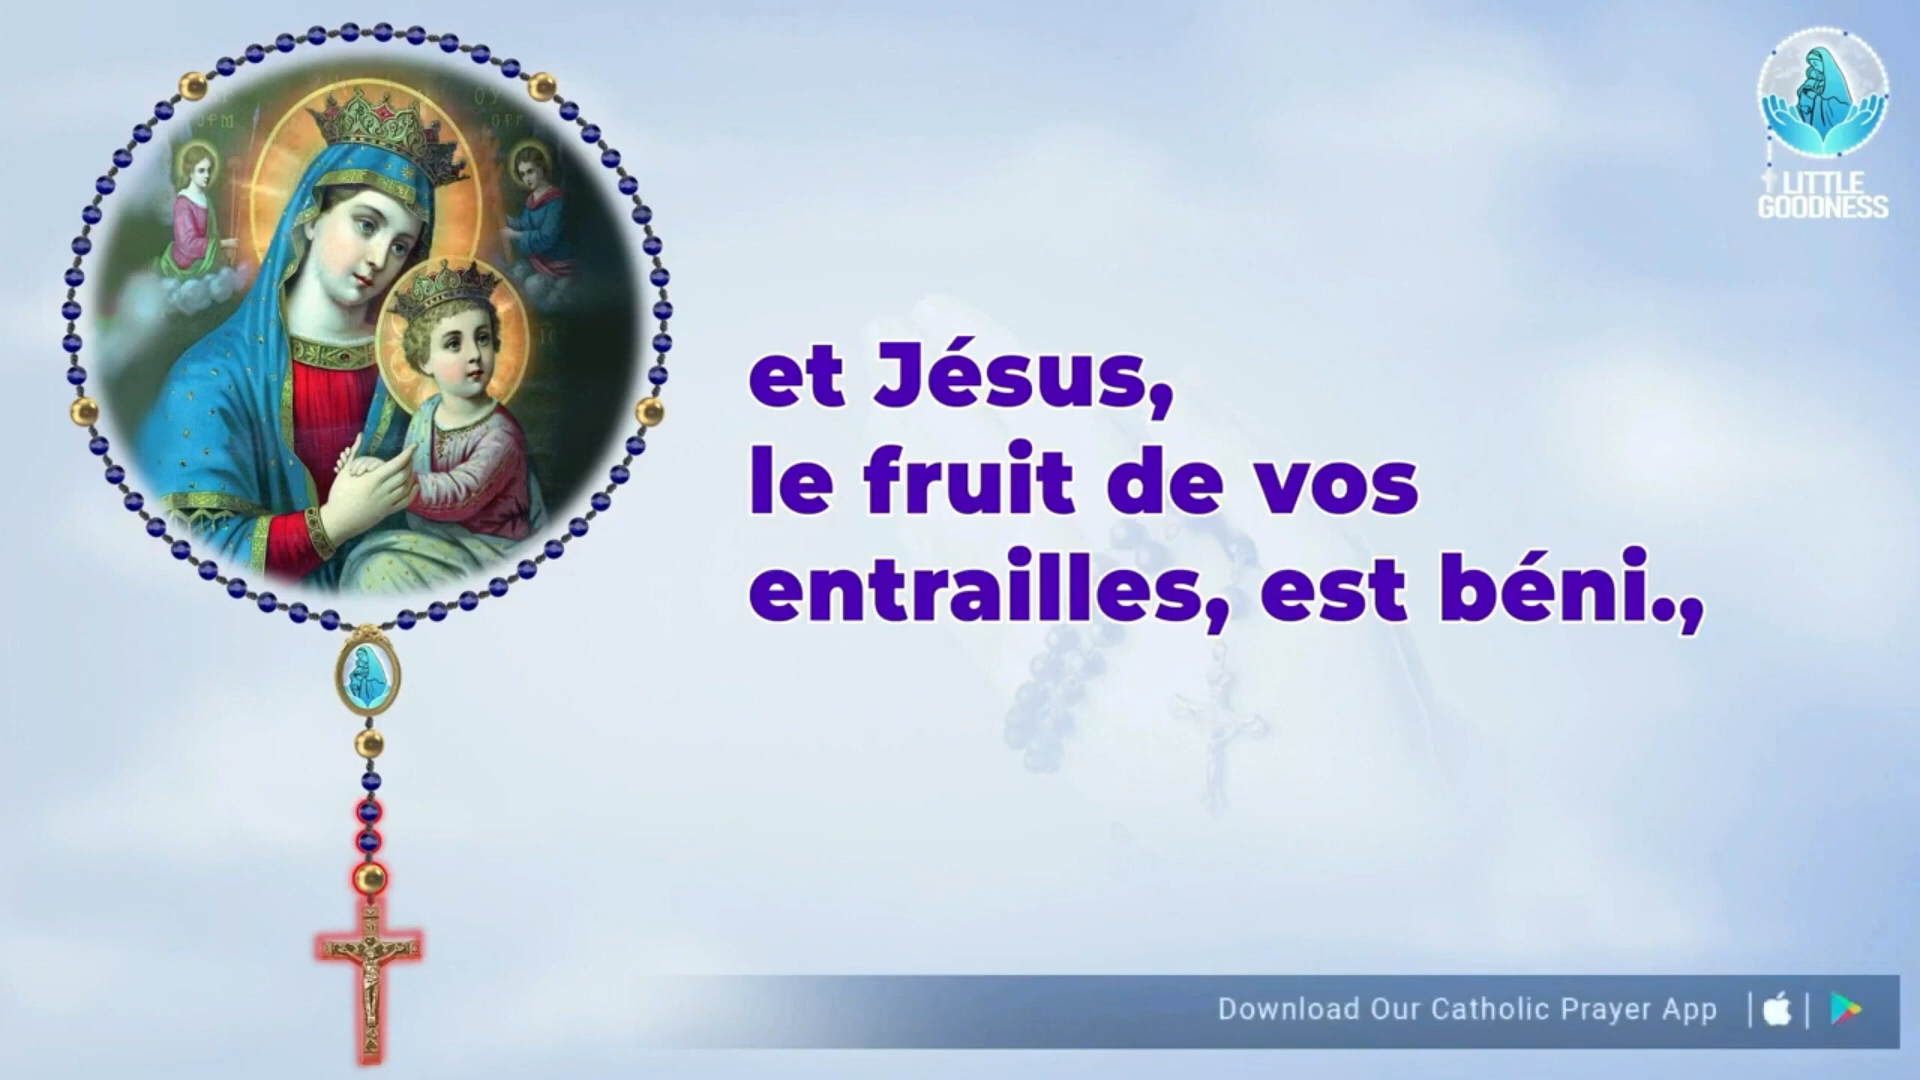 LITTLE
GOODNESS
et Jésus,
le fruit de vos
entrailles, est béni.,
Download Our Catholic Prayer App